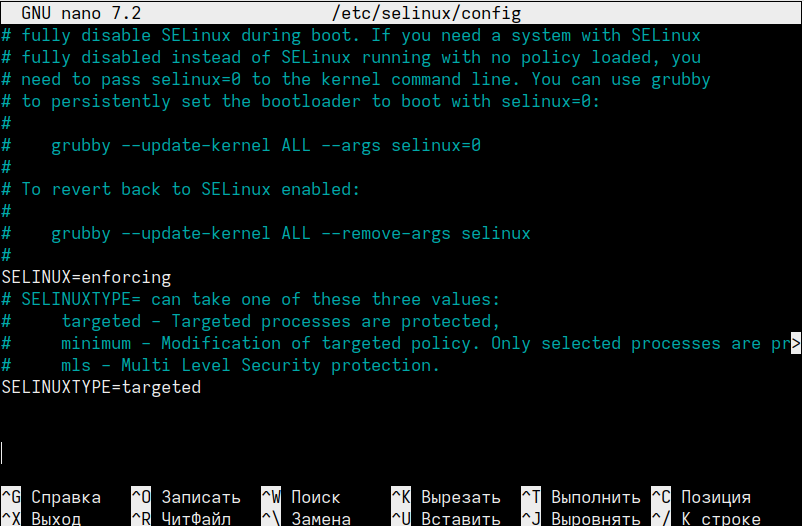 GNU nano 7.2 /etc/selinux/config
# fully disable SELinux during boot. If you need a system with SELinux
# fully disabled instead of SELinux running with no policy loaded, you
# need to pass selinux=0 to the kernel command line. You can use grubby
# to persistently set the bootloader to boot with selinux=0:
#
#    grubby --update-kernel ALL --args selinux=0
#
# To revert back to SELinux enabled:
#
#    grubby --update-kernel ALL --remove-args selinux
#
SELINUX=enforcing
# SELINUXTYPE= can take one of these three values:
#     targeted - Targeted processes are protected,
#     minimum - Modification of targeted policy. Only selected processes are pr>
#     mls - Multi Level Security protection.
SELINUXTYPE=targeted
^G Справка ^O Записать ^W Поиск ^K Вырезать ^T Выполнить ^C Позиция
^X Выход ^R ЧитФайл ^\ Замена ^U Вставить ^J Выровнять ^/ К строке